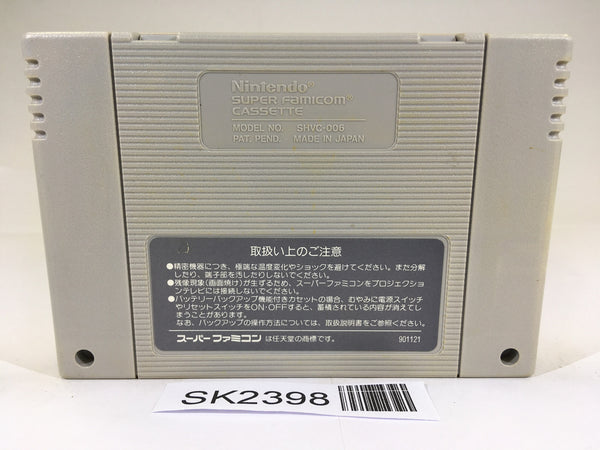 Nintendo®
SUPER FAMICOM®
CASSETTE
MODEL NO. SHVC-006
PAT. PEND. MADE IN JAPAN
取扱い上のご注意
●精密機器につき、極端な温度変化やショックを避けてください。また分解
したり、端子部を汚したりしないでください。
●残像現象(画面焼け)が生ずるため、スーパーファミコンをプロジェクショ
ンテレビには接続しないでください。
●バッテリーバックアップ機能付きカセットの場合、むやみに電源スイッチ
やリセットスイッチをON・OFFすると、蓄積されている内容が消えてし
まうことがあります。
なお、バックアップの操作方法については、取扱説明書をご参照ください。
スーパーファミコン は任天堂の商標です。 901121
SK2398